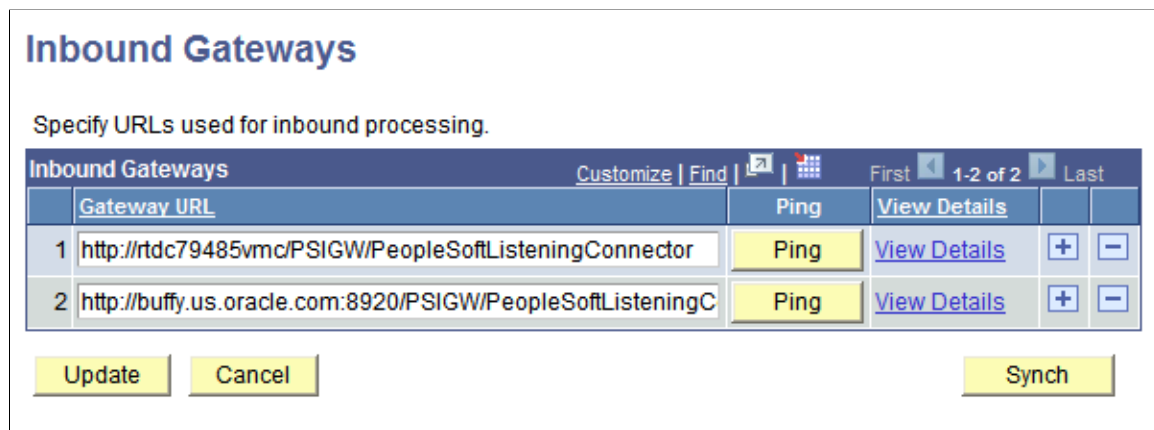 Inbound Gateways
Specify URLs used for inbound processing.
Inbound Gateways Customize | Find | | First 1-2 of 2 Last
Gateway URL Ping View Details
1 http://rtdc79485vmc/PSIGW/PeopleSoftListeningConnector Ping View Details
2 http://buffy.us.oracle.com:8920/PSIGW/PeopleSoftListeningC Ping View Details
Update Cancel Synch